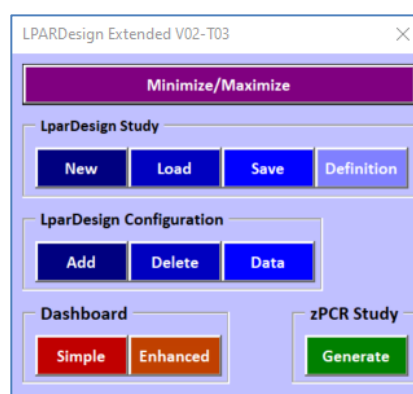 LPARDesign Extended V02-T03
Minimize/Maximize
LparDesign Study
New Load Save Definition
LparDesign Configuration
Add Delete Data
Dashboard zPCR Study
Simple Enhanced Generate